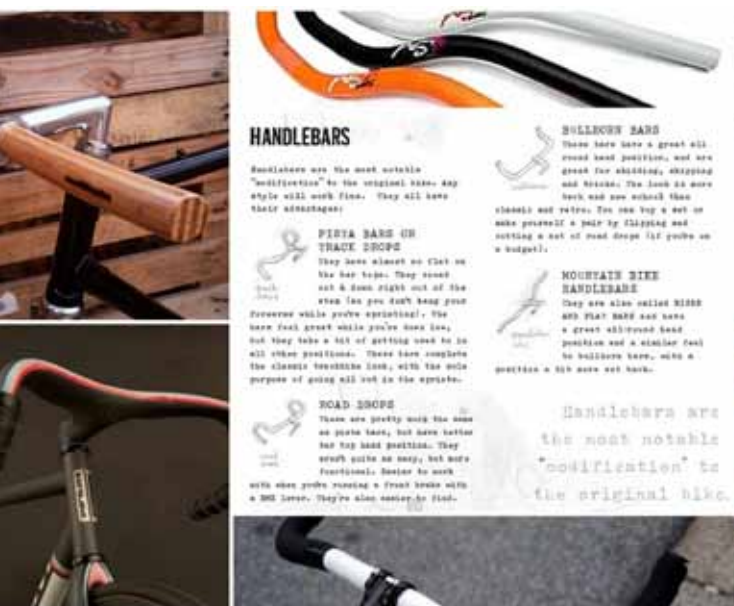 HANDLEBARS
Handlebars are the most notable
"modification" to the original bike. Any
style will work fine. They all have
their advantages:
PISTA BARS OR
TRACK DROPS
They have almost no flat on
the bar tops. They round
out & down right out of the
stem (so you don't bang your
forearms while you're sprinting). The
bars feel great while you're down low,
but they take a bit of getting used to in
all other positions. These bars complete
the classic trackbike look, with the sole
purpose of going all out in the sprints.
ROAD DROPS
These are pretty much the same
as pista bars, but have better
bar top hand position. They
aren't quite as sexy, but more
functional. Easier to work
with when you're running a front brake with
a BMX lever. They're also easier to find.
BULLHORN BARS
These bars have a great all
round hand position, and are
great for skidding, skipping
and tricks. The look is more
tech and new school than
classic and retro. You can buy a set or
make yourself a pair by flipping and
cutting a set of road drops (if you're on
a budget).
MOUNTAIN BIKE
HANDLEBARS
They are also called RISER
AND FLAT BARS and have
a great all-round hand
position and a similar feel
to bullhorn bars, with a
position a bit more set back.
Handlebars are
the most notable
"modification" to
the original bike.